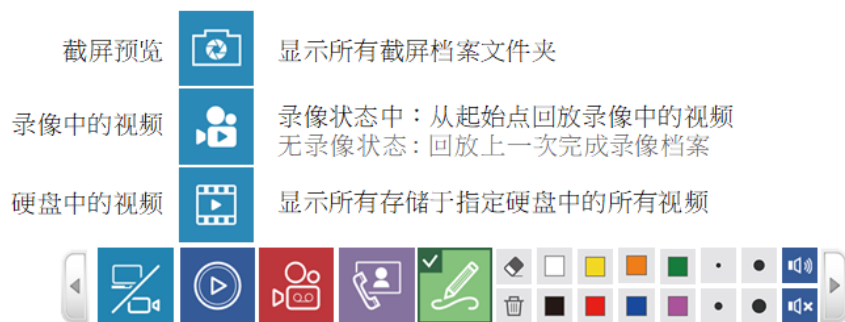 截屏预览
显示所有截屏档案文件夹
录像中的视频
录像状态中：从起始点回放录像中的视频
无录像状态：回放上一次完成录像档案
硬盘中的视频
显示所有存储于指定硬盘中的所有视频